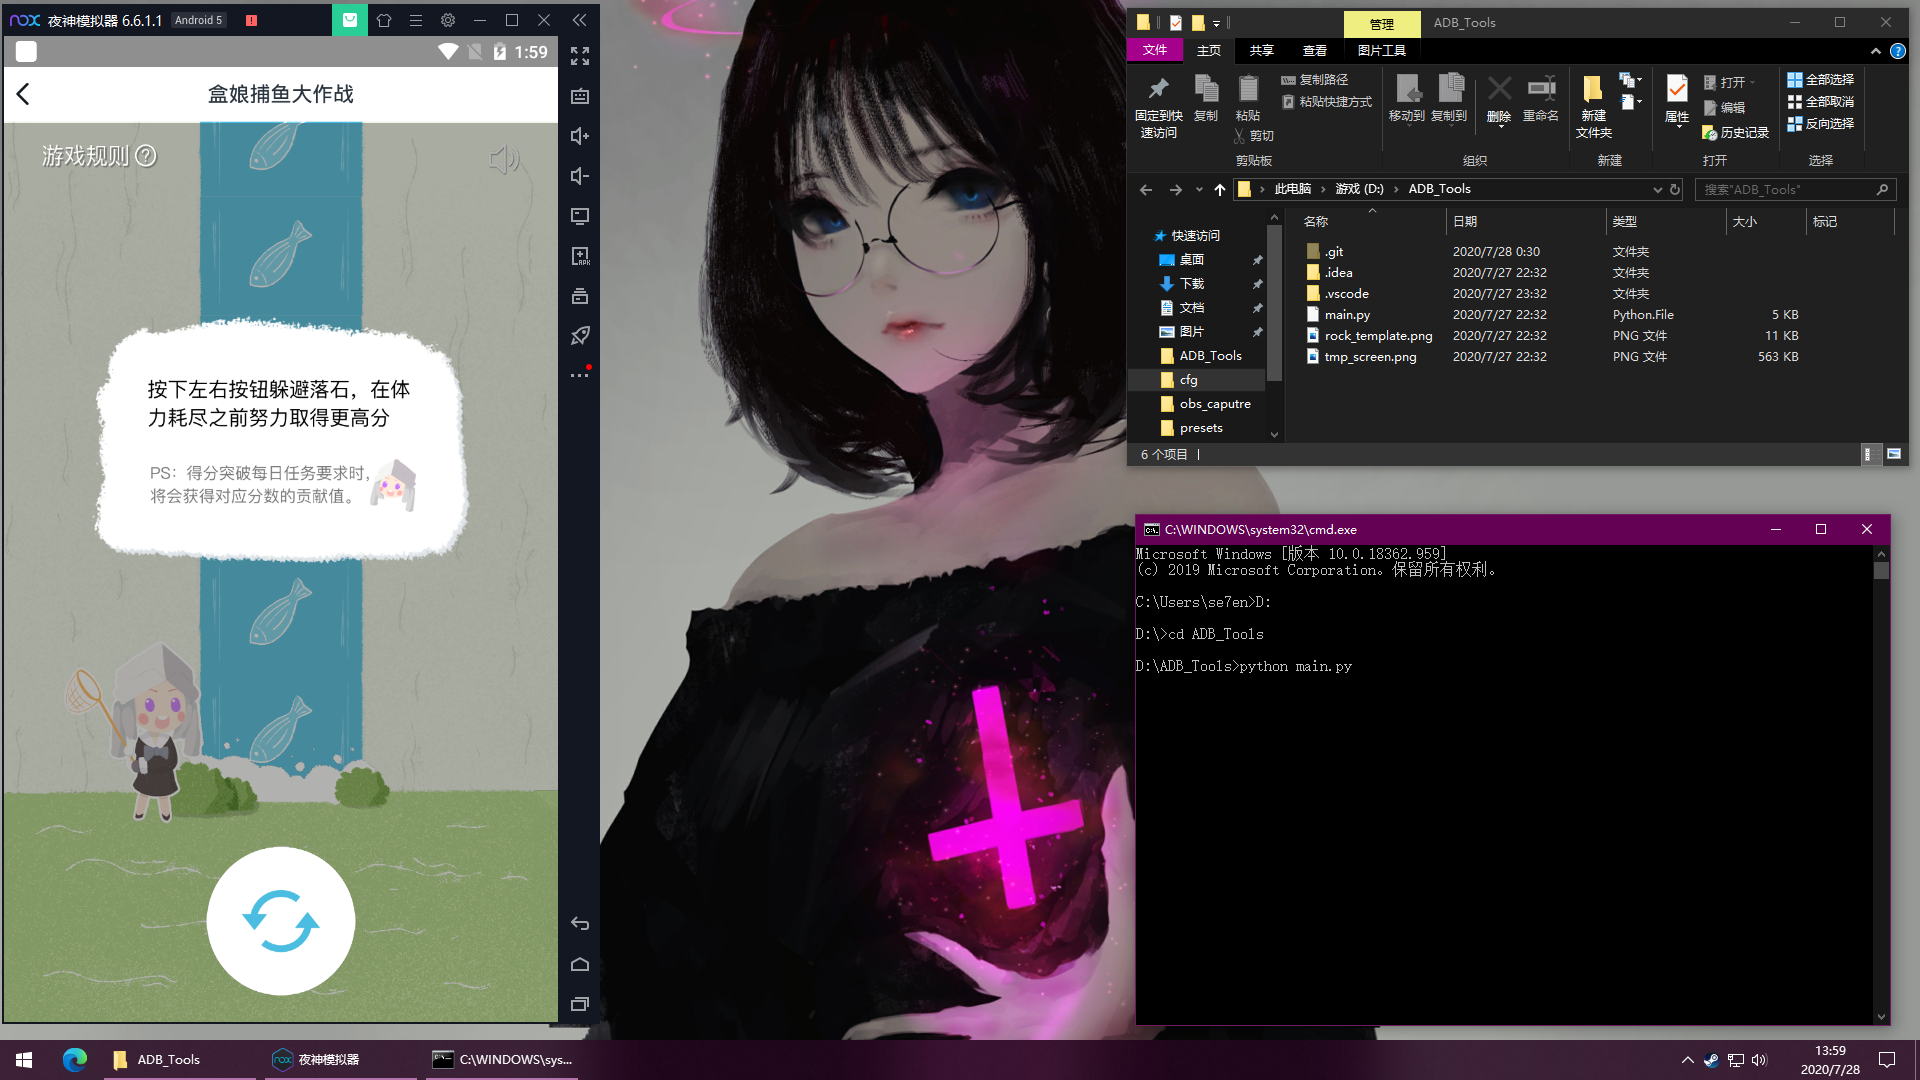 nox 夜神模拟器 6.6.1.1 Android 5
1:59
盒娘捕鱼大作战
游戏规则?
按下左右按钮躲避落石，在体
力耗尽之前努力取得更高分
PS：得分突破每日任务要求时，
将会获得对应分数的贡献值。
管理 ADB_Tools
文件 主页 共享 查看 图片工具
固定到快
速访问
复制
粘贴
复制路径
粘贴快捷方式
剪切
剪贴板
移动到 复制到 删除 重命名
组织
新建
文件夹
新建
属性
打开
编辑
历史记录
打开
全部选择
全部取消
反向选择
选择
此电脑 › 游戏 (D:) › ADB_Tools
搜索"ADB_Tools"
快速访问
桌面
下载
文档
图片
ADB_Tools
cfg
obs_caputre
presets
名称 日期 类型 大小 标记
.git 2020/7/28 0:30 文件夹
.idea 2020/7/27 22:32 文件夹
.vscode 2020/7/27 23:32 文件夹
main.py 2020/7/27 22:32 Python.File 5 KB
rock_template.png 2020/7/27 22:32 PNG 文件 11 KB
tmp_screen.png 2020/7/27 22:32 PNG 文件 563 KB
6 个项目
C:\WINDOWS\system32\cmd.exe
Microsoft Windows [版本 10.0.18362.959]
(c) 2019 Microsoft Corporation。保留所有权利。
C:\Users\se7en>D:
D:\>cd ADB_Tools
D:\ADB_Tools>python main.py
ADB_Tools
夜神模拟器
C:\WINDOWS\sys...
13:59
2020/7/28